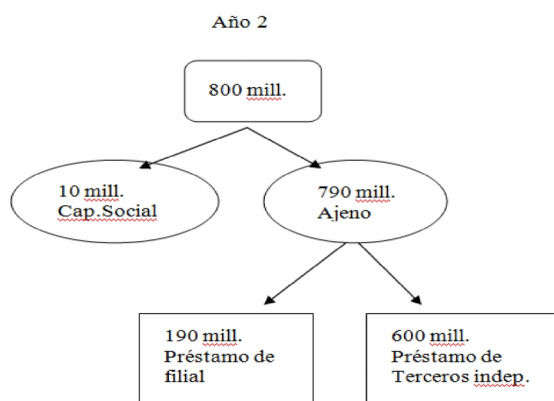 Año 2
800 mill.
10 mill.
Cap.Social
790 mill.
Ajeno
190 mill.
Préstamo de
filial
600 mill.
Préstamo de
Terceros indep.